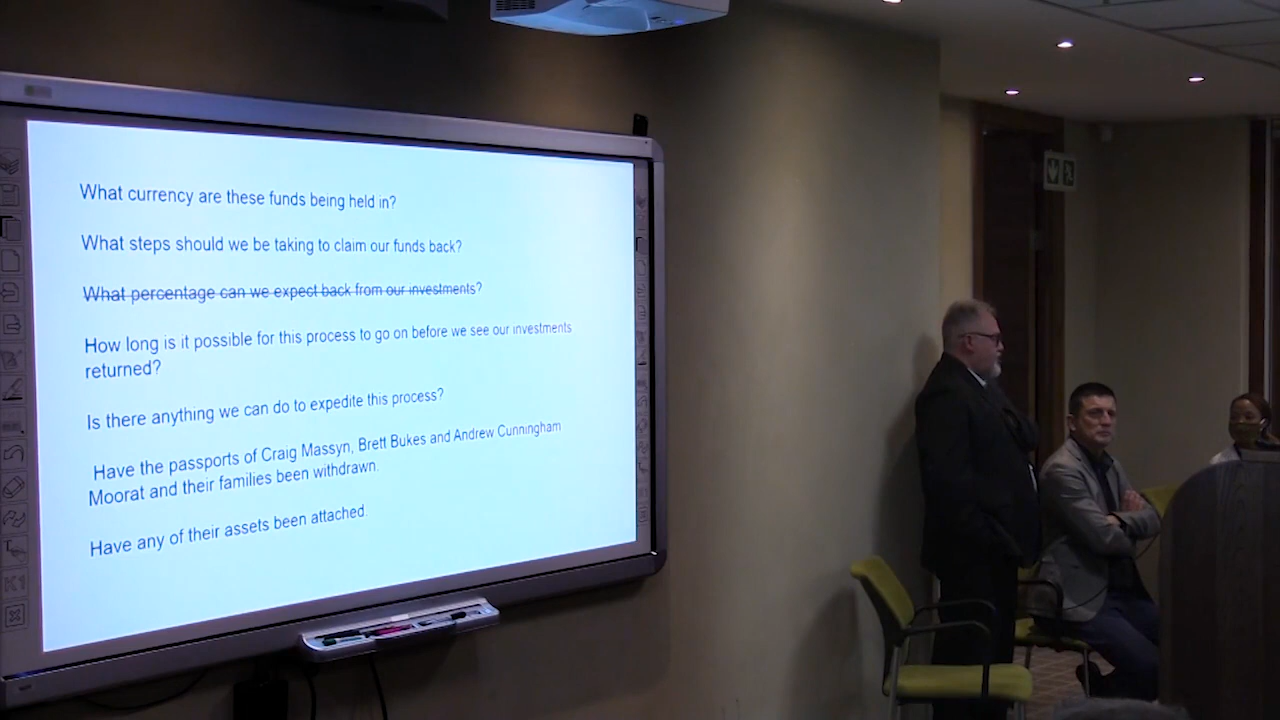 What currency are these funds being held in?
What steps should we be taking to claim our funds back?
What percentage can we expect back from our investments?
How long is it possible for this process to go on before we see our investments
returned?
Is there anything we can do to expedite this process?
Have the passports of Craig Massyn, Brett Bukes and Andrew Cunningham
Moorat and their families been withdrawn.
Have any of their assets been attached.